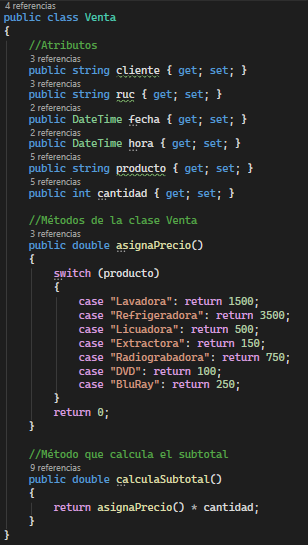 4 referencias
public class Venta
{
//Atributos
3 referencias
public string cliente { get; set; }
3 referencias
public string ruc { get; set; }
2 referencias
public DateTime fecha { get; set; }
2 referencias
public DateTime hora { get; set; }
5 referencias
public string producto { get; set; }
5 referencias
public int cantidad { get; set; }
//Métodos de la clase Venta
3 referencias
public double asignaPrecio()
{
switch (producto)
{
case "Lavadora": return 1500;
case "Refrigeradora": return 3500;
case "Licuadora": return 500;
case "Extractora": return 150;
case "Radiograbadora": return 750;
case "DVD": return 100;
case "BluRay": return 250;
}
return 0;
}
//Método que calcula el subtotal
9 referencias
public double calculaSubtotal()
{
return asignaPrecio() * cantidad;
}
}